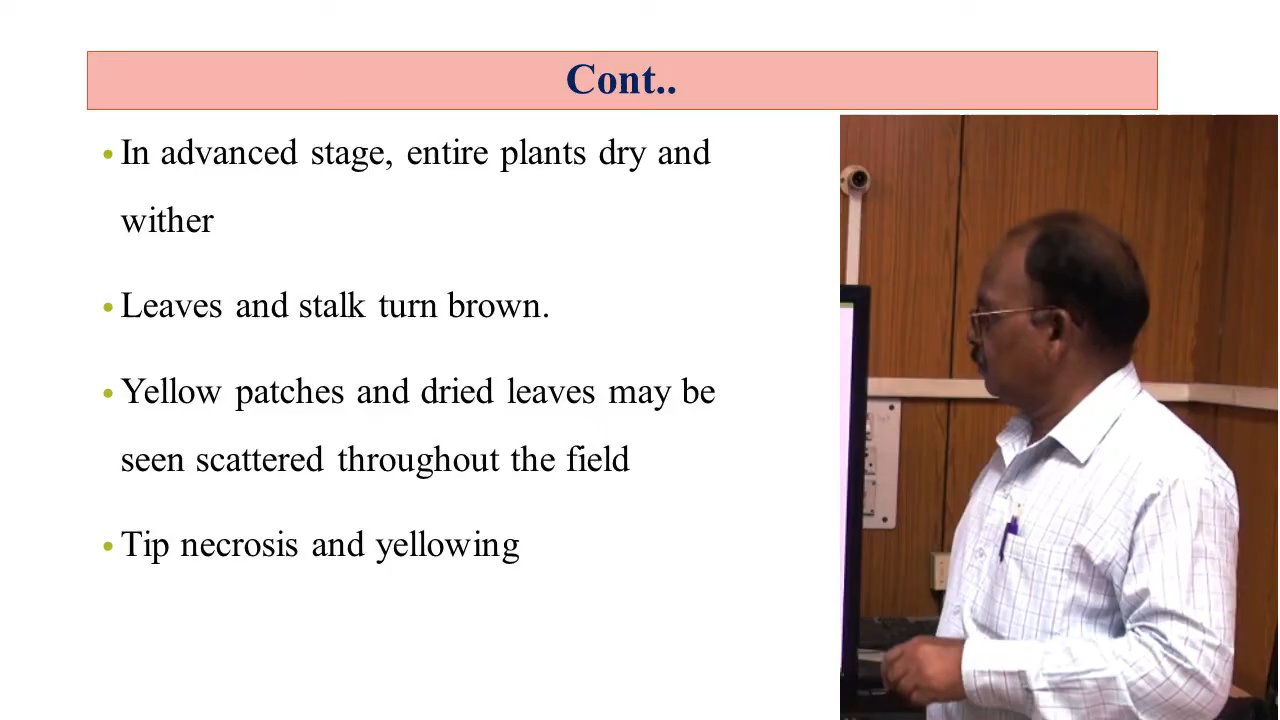 Cont..
• In advanced stage, entire plants dry and
wither
• Leaves and stalk turn brown.
• Yellow patches and dried leaves may be
seen scattered throughout the field
• Tip necrosis and yellowing